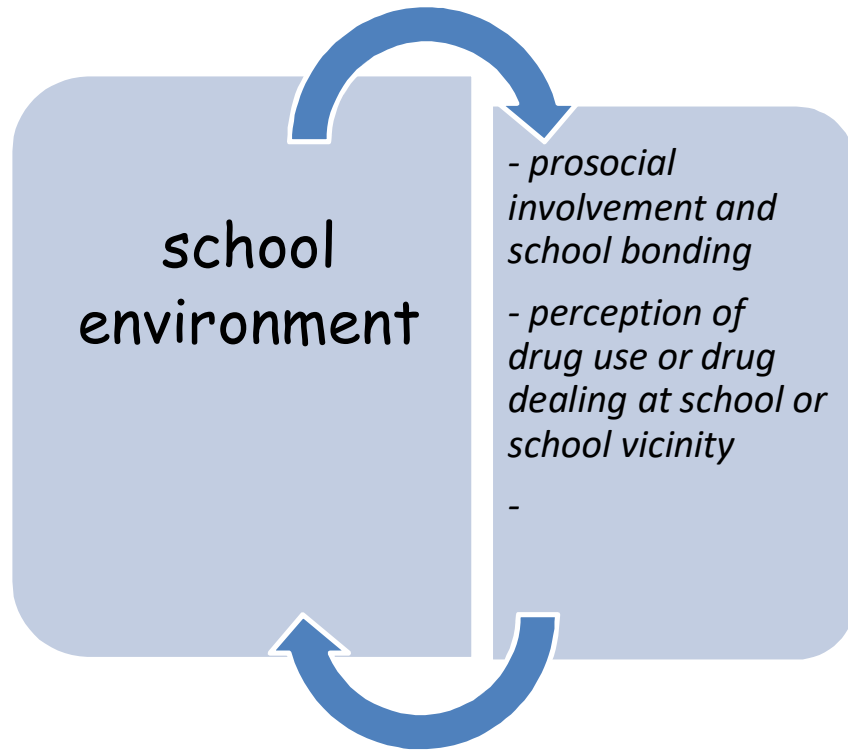 school
environment
- prosocial
involvement and
school bonding
- perception of
drug use or drug
dealing at school or
school vicinity
-